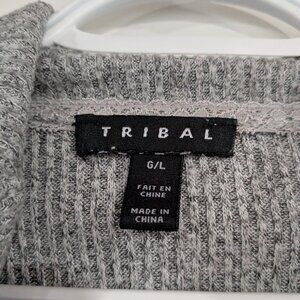 TRIBAL
G/L
FAIT EN
CHINE
MADE IN
CHINA